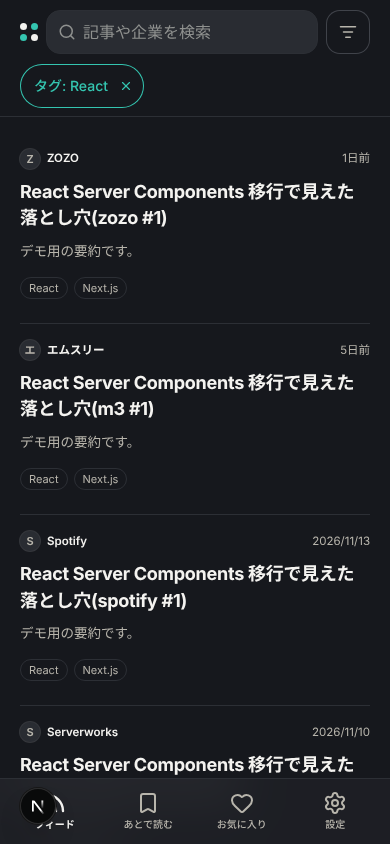 記事や企業を検索
タグ: React ×
Z ZOZO 1日前
React Server Components 移行で見えた
落とし穴(zozo #1)
デモ用の要約です。
React Next.js
エ エムスリー 5日前
React Server Components 移行で見えた
落とし穴(m3 #1)
デモ用の要約です。
React Next.js
S Spotify 2026/11/13
React Server Components 移行で見えた
落とし穴(spotify #1)
デモ用の要約です。
React Next.js
S Serverworks 2026/11/10
React Server Components 移行で見えた
N
フィード あとで読む お気に入り 設定